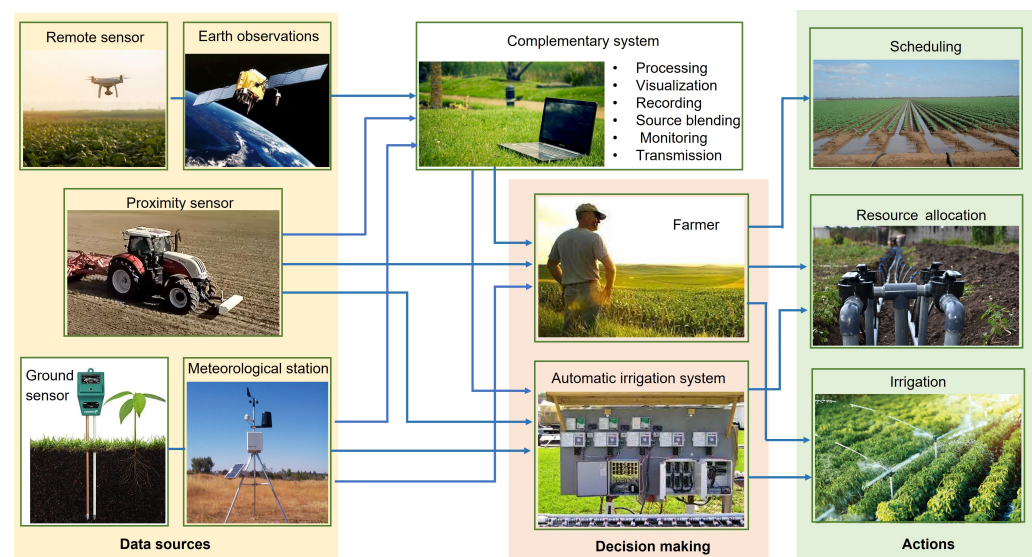 Remote sensor
Earth observations
Proximity sensor
Ground
sensor
Meteorological station
Data sources
Complementary system
• Processing
• Visualization
• Recording
• Source blending
• Monitoring
• Transmission
Farmer
Automatic irrigation system
Decision making
Scheduling
Resource allocation
Irrigation
Actions